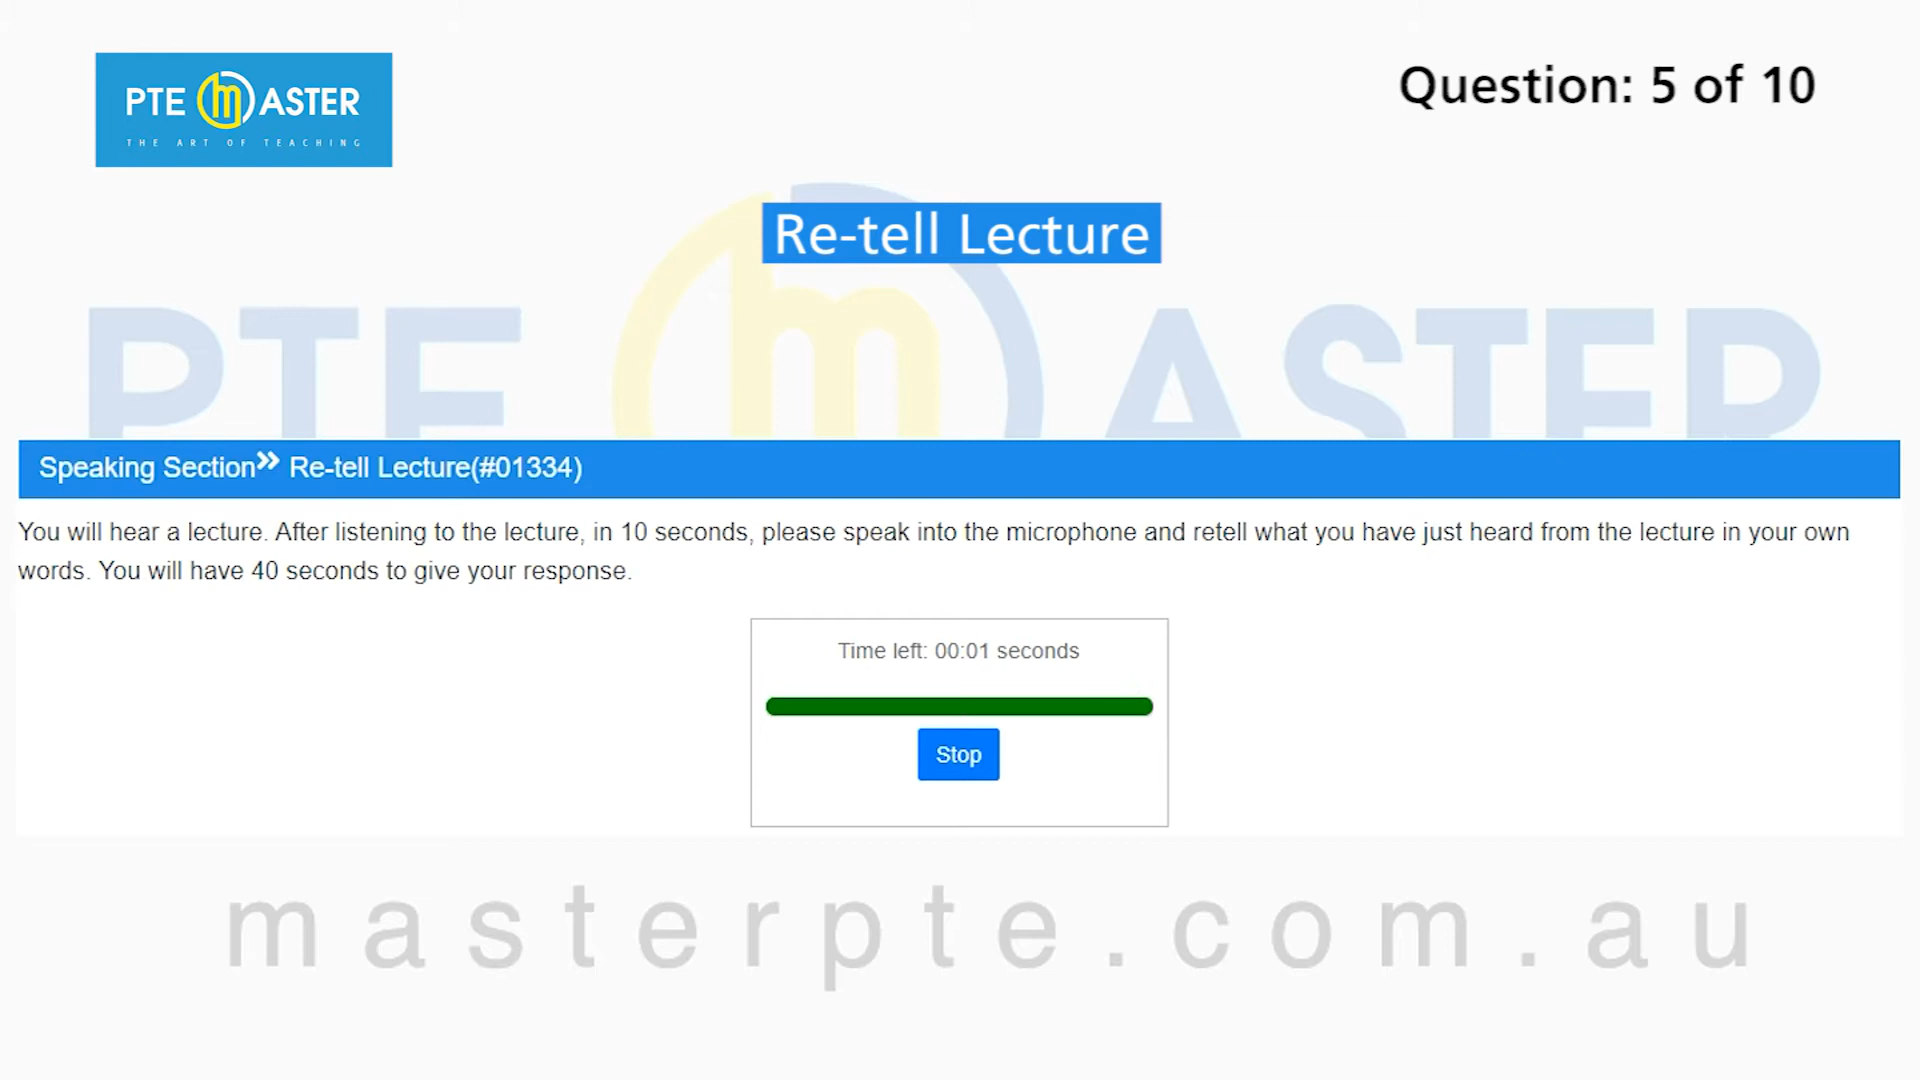 PTE MASTER
THE ART OF TEACHING
Question: 5 of 10
Re-tell Lecture
PTE MASTER
Speaking Section» Re-tell Lecture(#01334)
You will hear a lecture. After listening to the lecture, in 10 seconds, please speak into the microphone and retell what you have just heard from the lecture in your own
words. You will have 40 seconds to give your response.
Time left: 00:01 seconds
Stop
masterpte.com.au